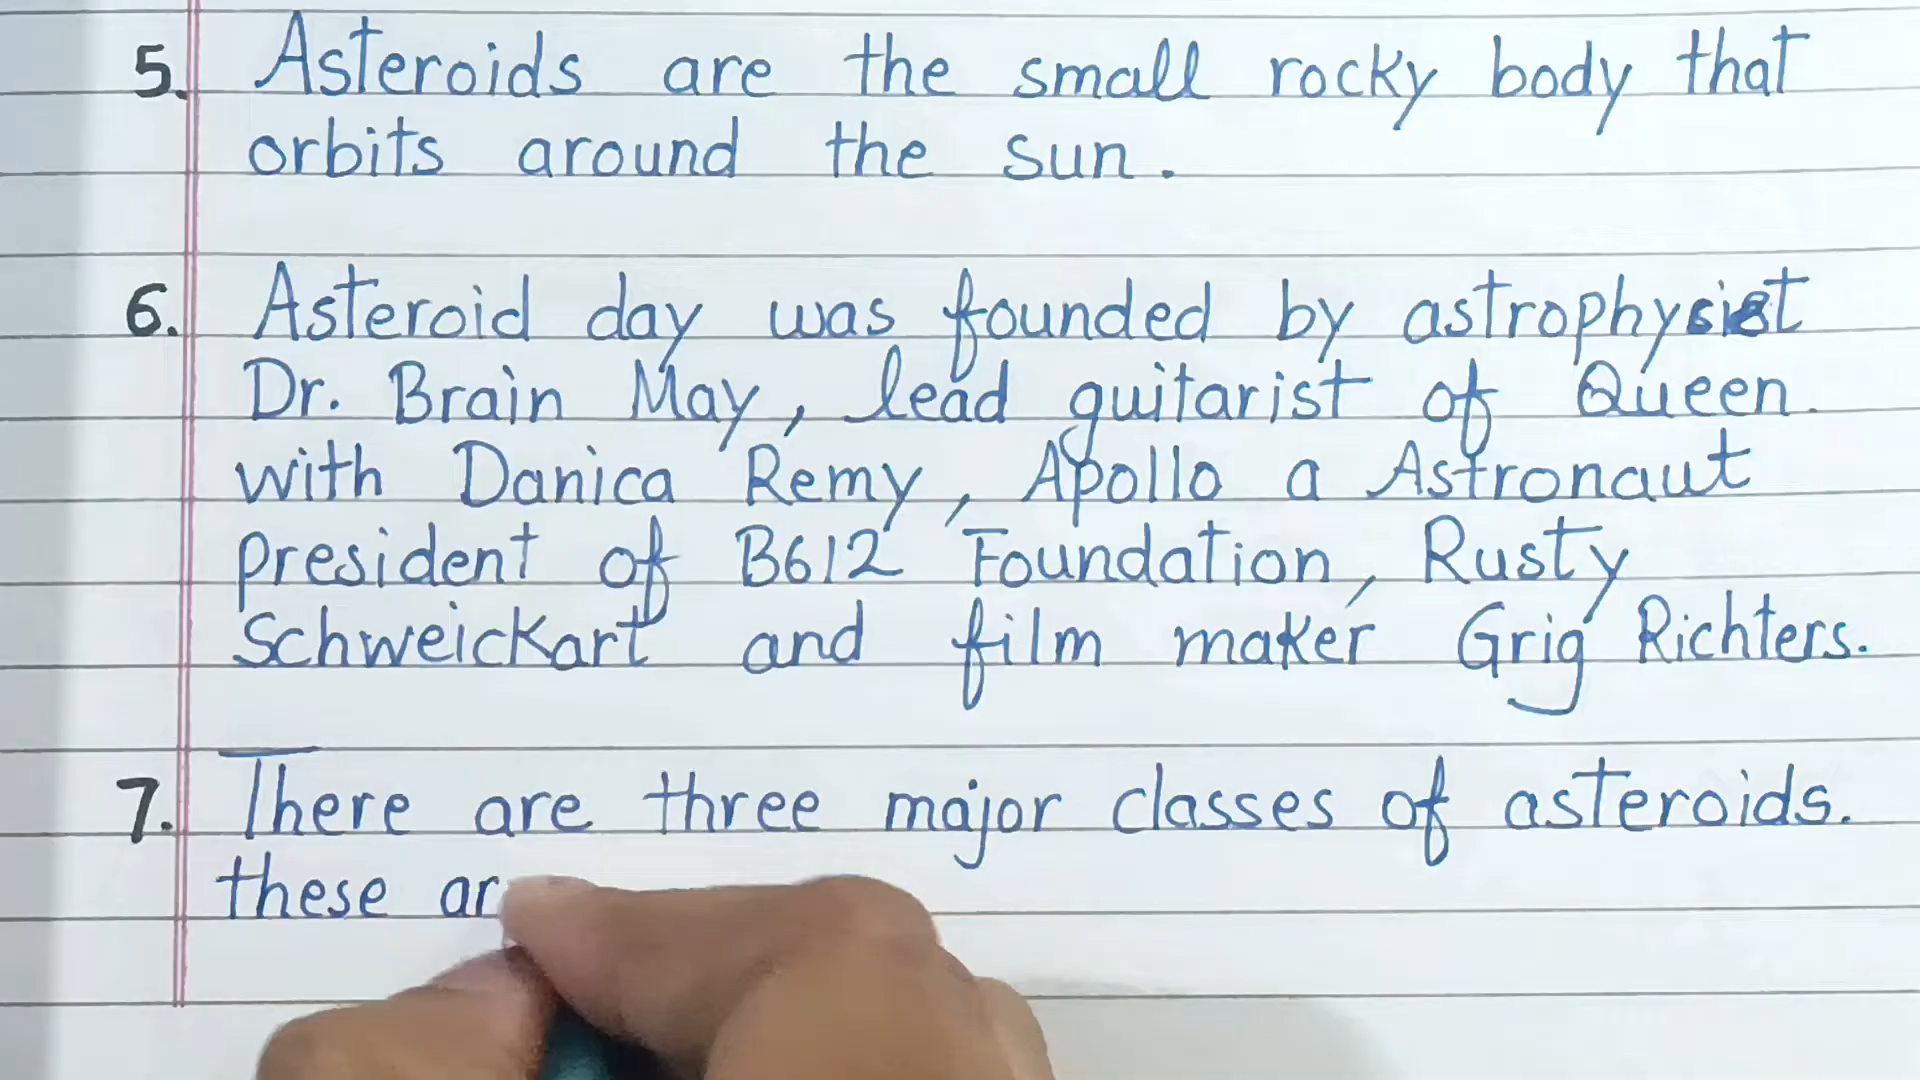 5. Asteroids are the small rocky body that
orbits around the sun.
6. Asteroid day was founded by astrophysist
Dr. Brain May, lead guitarist of Queen
with Danica Remy, Apollo a Astronaut
president of B612 Foundation, Rusty
Schweickart and film maker Grig Richters.
7. There are three major classes of asteroids.
these ar